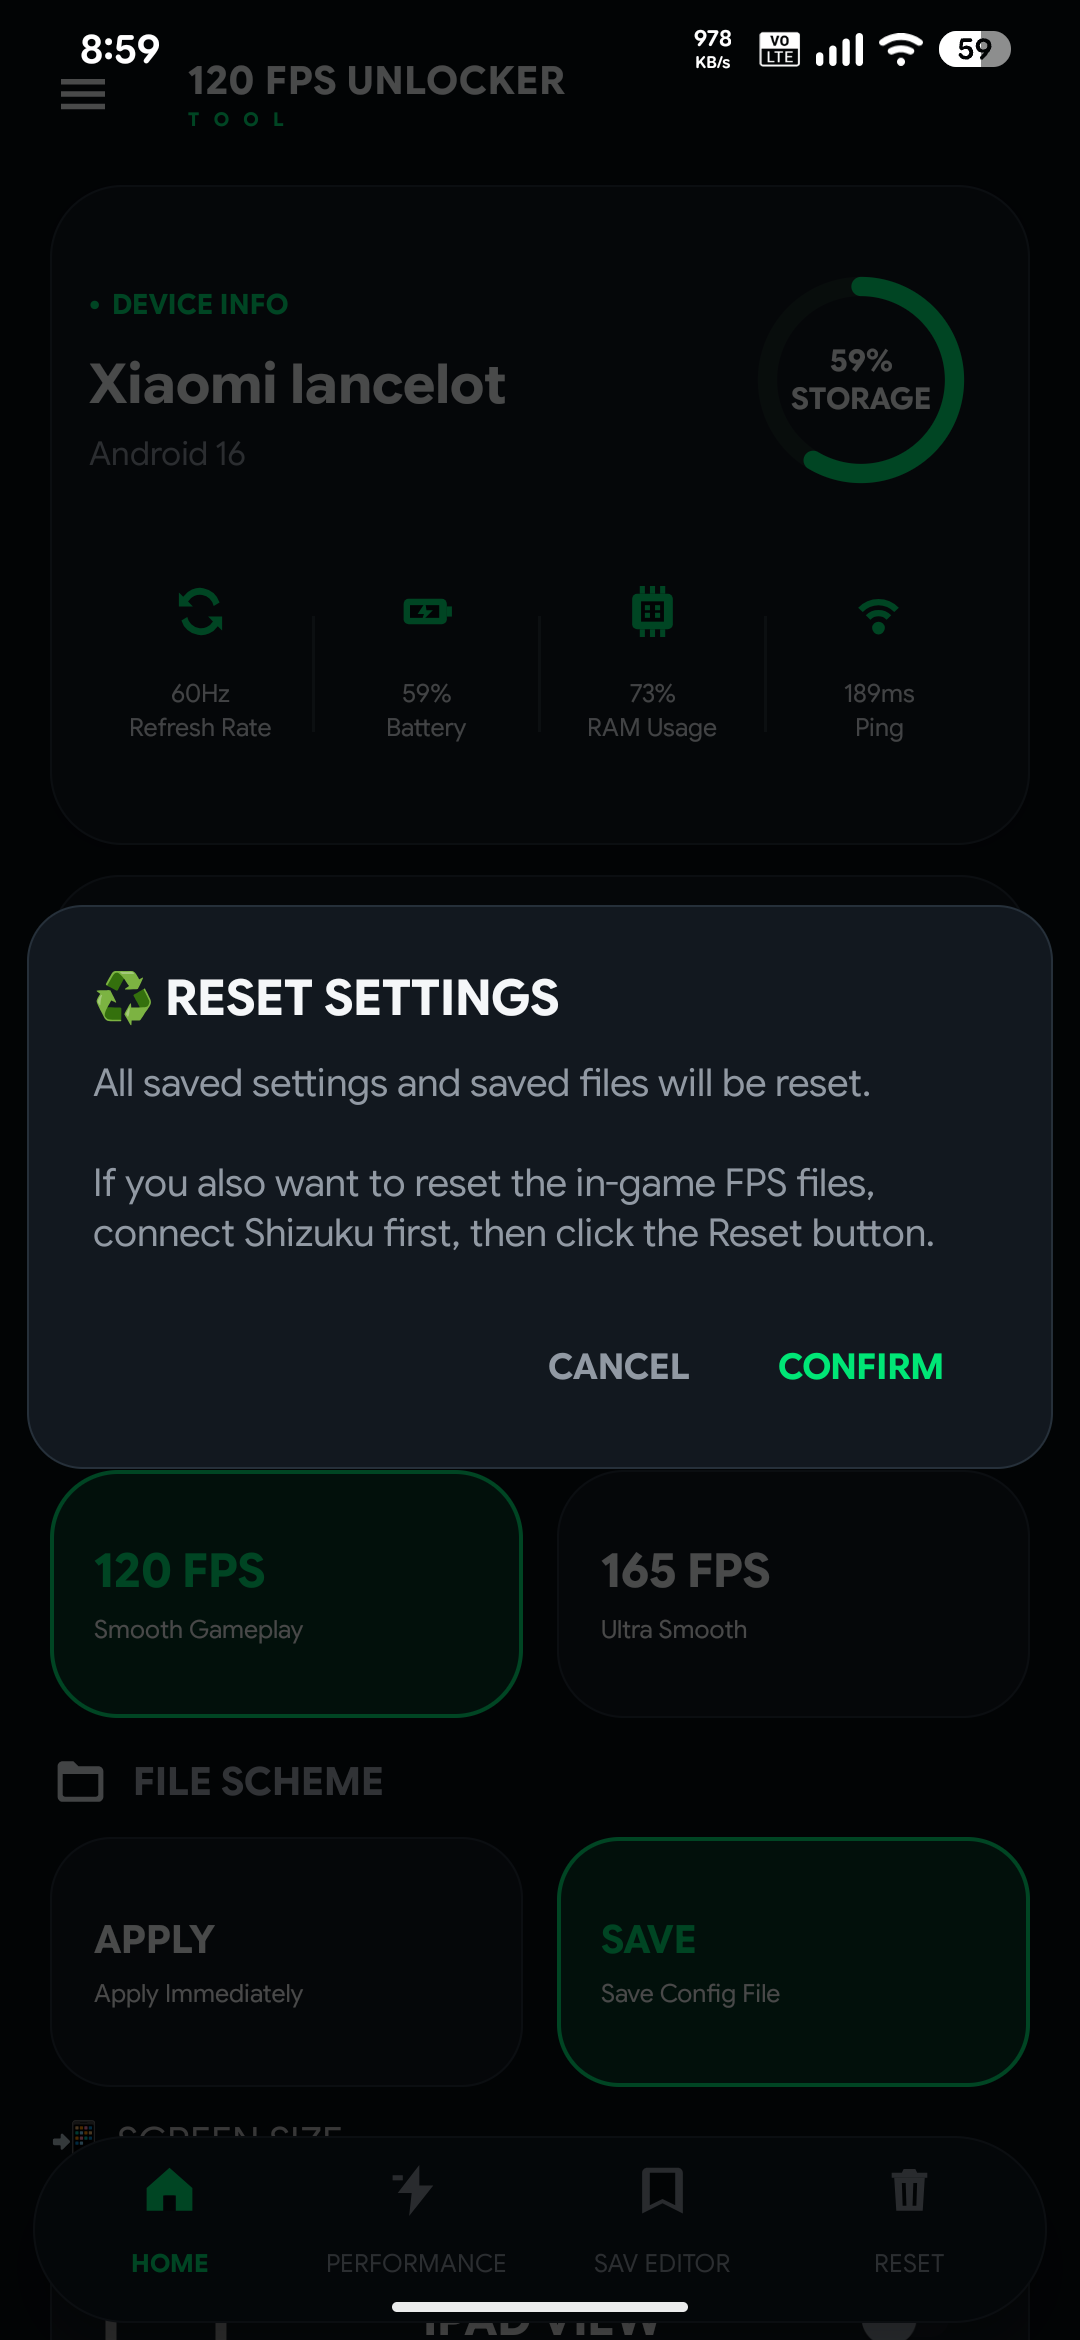 8:59
978
KB/s
VO
LTE
59
120 FPS UNLOCKER
TOOL
• DEVICE INFO
Xiaomi lancelot
Android 16
59%
STORAGE
60Hz
Refresh Rate
59%
Battery
73%
RAM Usage
189ms
Ping
RESET SETTINGS
All saved settings and saved files will be reset.
If you also want to reset the in-game FPS files,
connect Shizuku first, then click the Reset button.
CANCEL
CONFIRM
120 FPS
Smooth Gameplay
165 FPS
Ultra Smooth
FILE SCHEME
APPLY
Apply Immediately
SAVE
Save Config File
SCREEN SIZE
HOME
PERFORMANCE
SAV EDITOR
RESET
IPAD VIEW